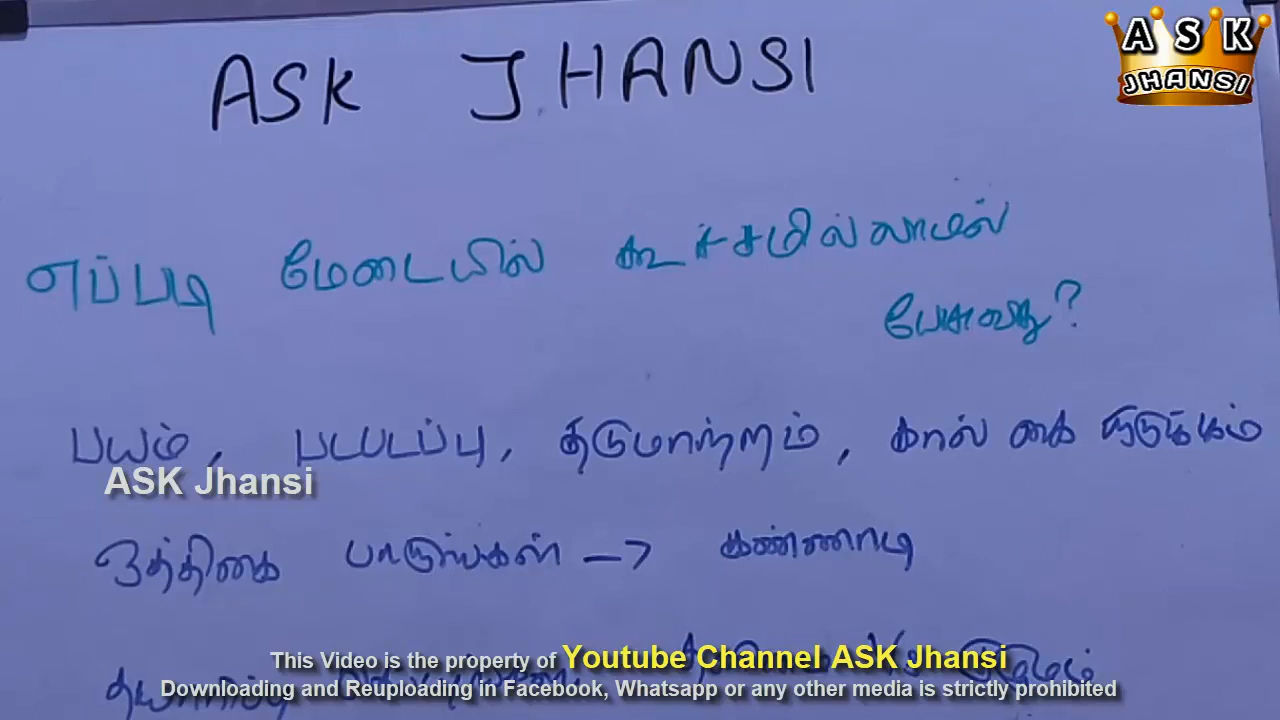 ASK JHANSI
A S K
JHANSI
எப்படி மேடையில் கூச்சமில்லாமல்
பேசுவது?
பயம், படபடப்பு, தடுமாற்றம், கால் கை நடுக்கம்
ASK Jhansi
ஒத்திகை பாருங்கள் → கண்ணாடி
This Video is the property of Youtube Channel ASK Jhansi
Downloading and Reuploading in Facebook, Whatsapp or any other media is strictly prohibited